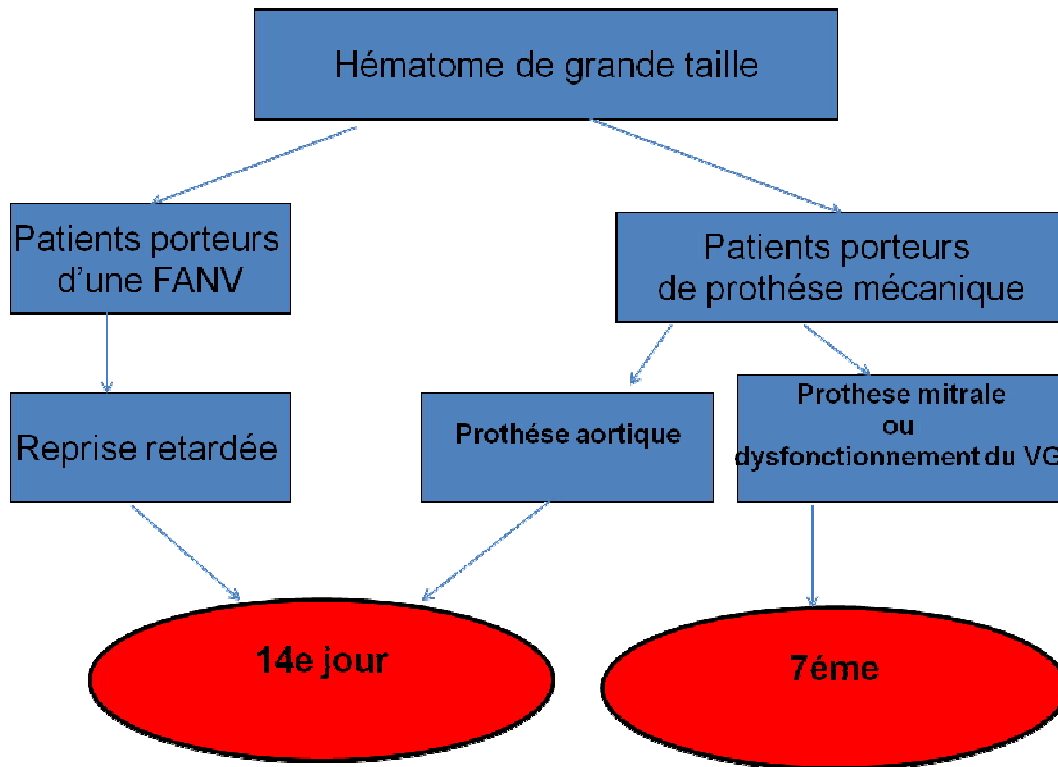 Hématome de grande taille
Patients porteurs
d'une FANV
Patients porteurs
de prothése mécanique
Reprise retardée
Prothése aortique
Prothese mitrale
ou
dysfonctionnement du VG
14e jour
7éme